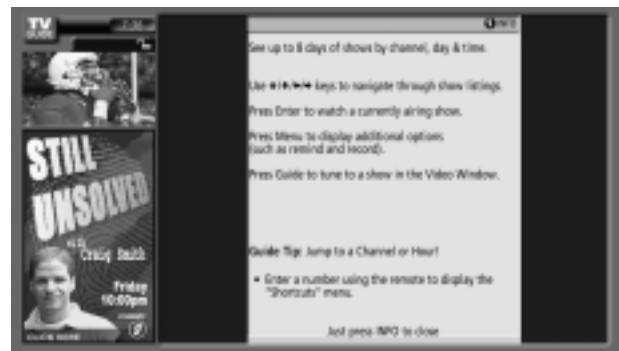 TV
GUIDE
INFO
See up to 8 days of shows by channel, day & time.
Use keys to navigate through show listings.
Press Enter to watch a currently airing show.
Press Menu to display additional options
(such as remind and record).
Press Guide to tune to a show in the Video Window.
STILL
UNSOLVED
with
Craig Smith
Friday
10:00pm
Guide Tip: Jump to a Channel or Hour!
• Enter a number using the remote to display the
"Shortcuts" menu.
Just press INFO to close